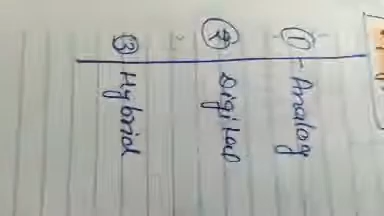 ① - Analog
② Digital
③ Hybrid